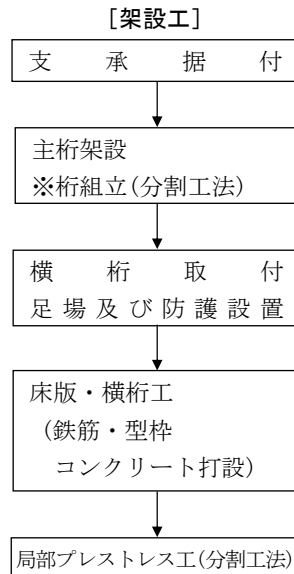 ［架設工］
支承据付
主桁架設
※桁組立(分割工法)
横桁取付
足場及び防護設置
床版・横桁工
(鉄筋・型枠
コンクリート打設)
局部プレストレス工(分割工法)